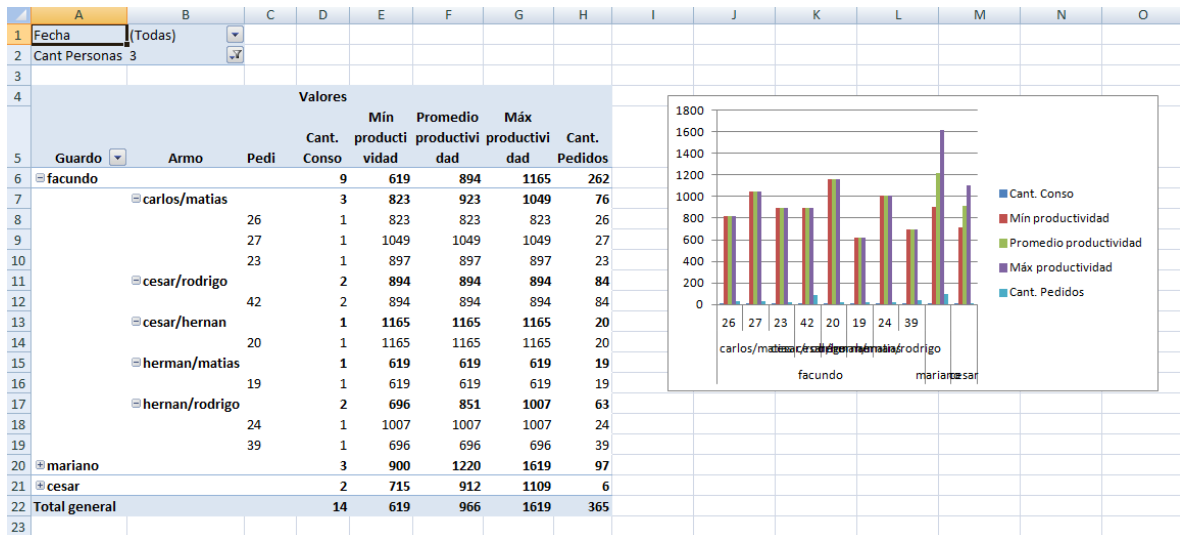 A B C D E F G H I J K L M N O
1 Fecha (Todas)
2 Cant Personas 3
3
4 Valores
Mín Promedio Máx
Cant. producti productivi productivi Cant.
5 Guardo Armo Pedi Conso vidad dad dad Pedidos
6 facundo 9 619 894 1165 262
7 carlos/matias 3 823 923 1049 76
8 26 1 823 823 823 26
9 27 1 1049 1049 1049 27
10 23 1 897 897 897 23
11 cesar/rodrigo 2 894 894 894 84
12 42 2 894 894 894 84
13 cesar/hernan 1 1165 1165 1165 20
14 20 1 1165 1165 1165 20
15 herman/matias 1 619 619 619 19
16 19 1 619 619 619 19
17 hernan/rodrigo 2 696 851 1007 63
18 24 1 1007 1007 1007 24
19 39 1 696 696 696 39
20 mariano 3 900 1220 1619 97
21 cesar 2 715 912 1109 6
22 Total general 14 619 966 1619 365
23
1800
1600
1400
1200
1000
800
600
400
200
0
26 27 23 42 20 19 24 39
carlos/matias
facundo mariano cesar
Cant. Conso
Mín productividad
Promedio productividad
Máx productividad
Cant. Pedidos